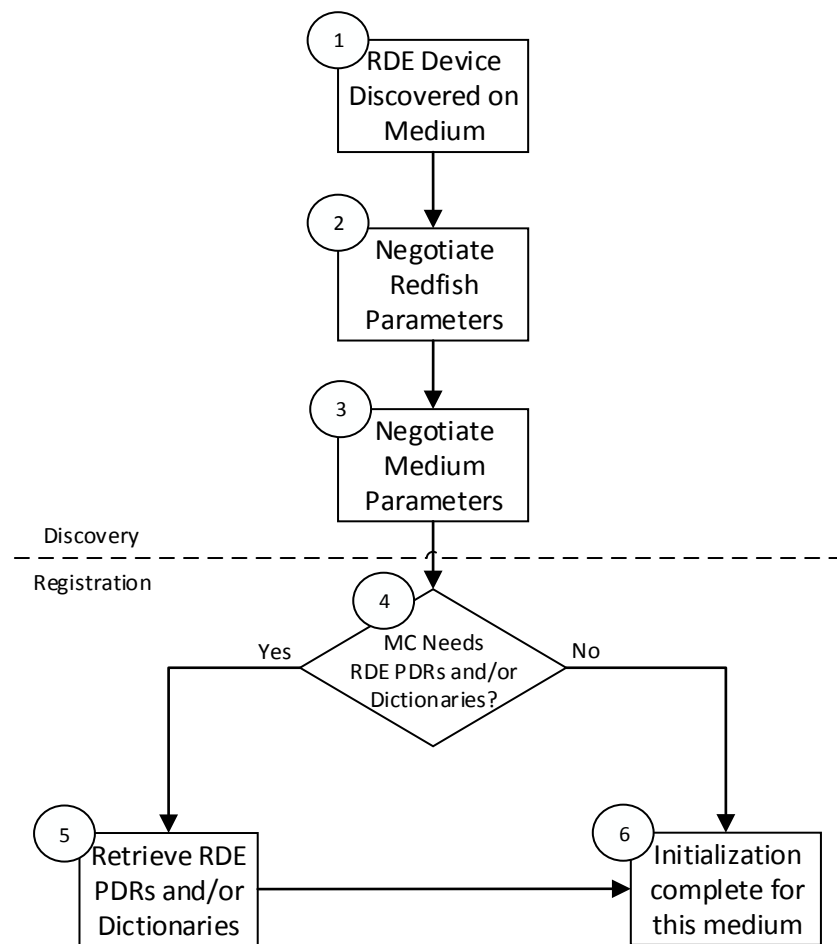 1
RDE Device
Discovered on
Medium
2
Negotiate
Redfish
Parameters
3
Negotiate
Medium
Parameters
Discovery
Registration
4
MC Needs
RDE PDRs and/or
Dictionaries?
Yes
No
5
Retrieve RDE
PDRs and/or
Dictionaries
6
Initialization
complete for
this medium